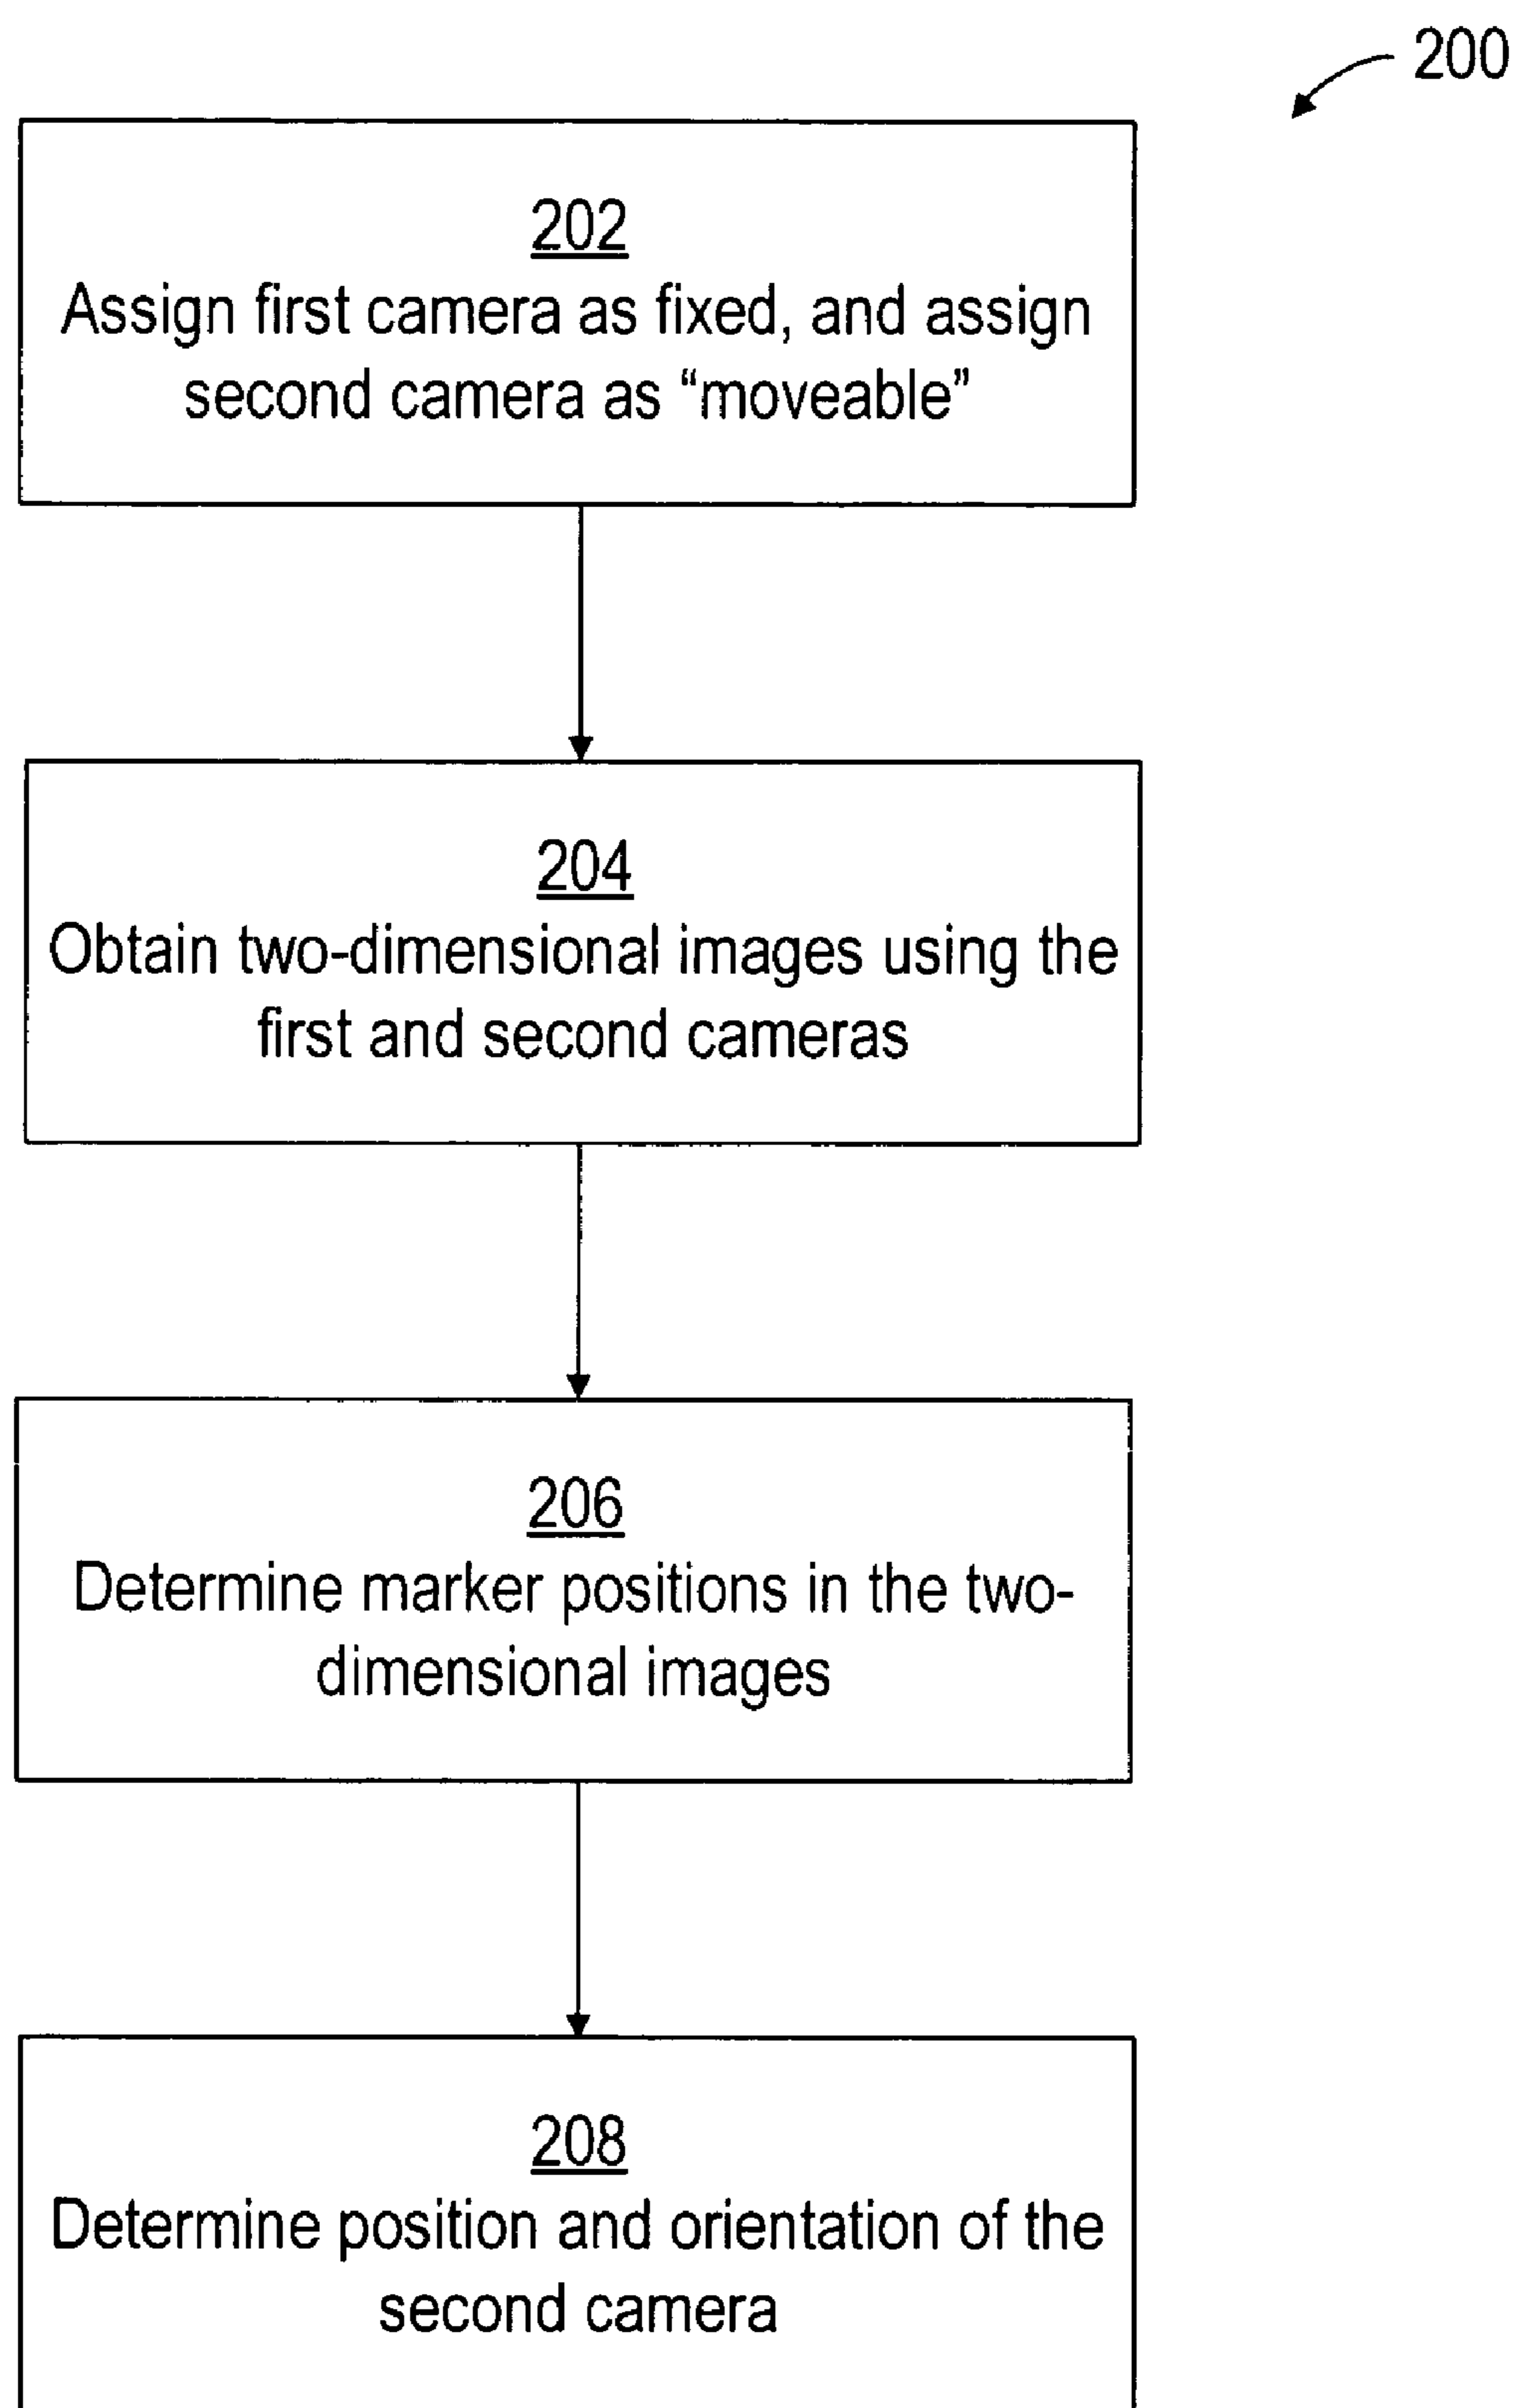 200
202
Assign first camera as fixed, and assign
second camera as “moveable”
204
Obtain two-dimensional images using the
first and second cameras
206
Determine marker positions in the two-
dimensional images
208
Determine position and orientation of the
second camera